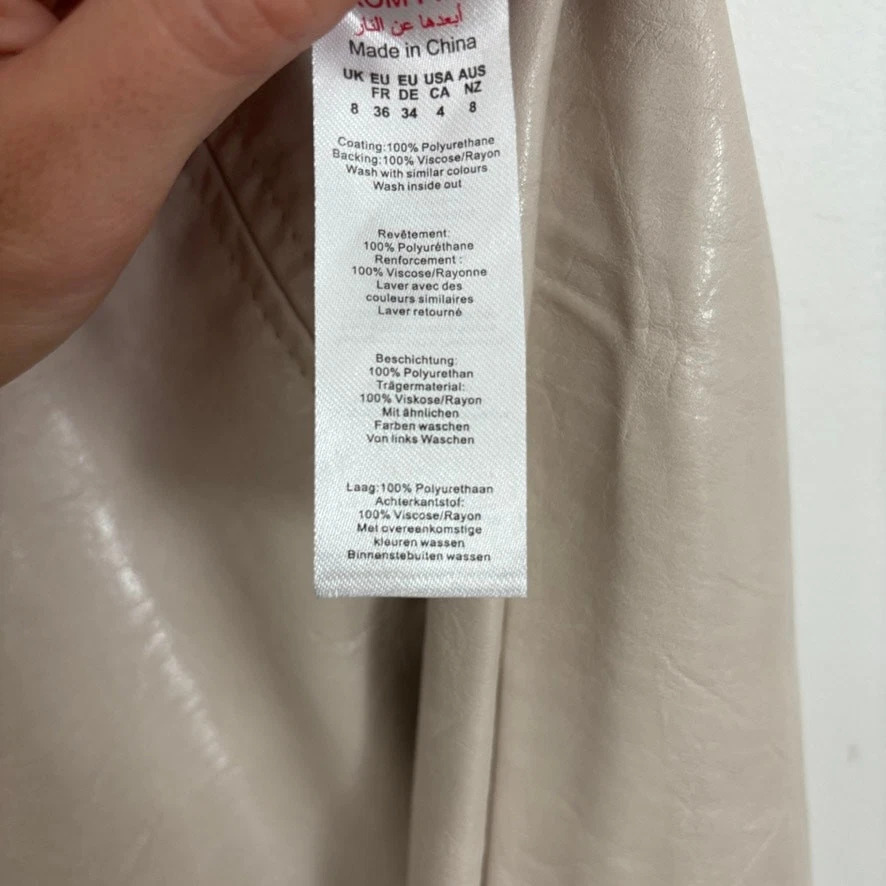 أبعدها عن النار
Made in China
UK EU EU USA AUS
FR DE CA NZ
8 36 34 4 8
Coating:100% Polyurethane
Backing:100% Viscose/Rayon
Wash with similar colours
Wash inside out
Revêtement:
100% Polyuréthane
Renforcement :
100% Viscose/Rayonne
Laver avec des
couleurs similaires
Laver retourné
Beschichtung:
100% Polyurethan
Trägermaterial:
100% Viskose/Rayon
Mit ähnlichen
Farben waschen
Von links Waschen
Laag:100% Polyurethaan
Achterkantstof:
100% Viscose/Rayon
Met overeenkomstige
kleuren wassen
Binnenstebuiten wassen